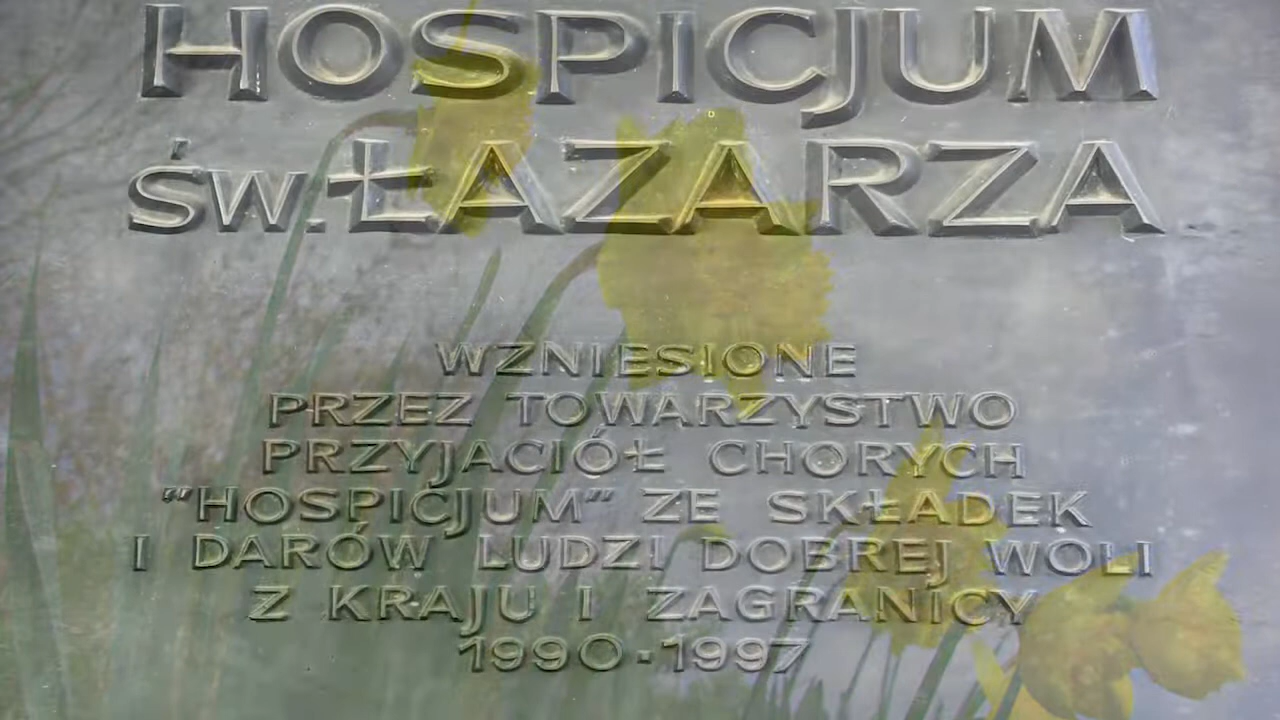 HOSPICJUM
ŚW. ŁAZARZA
WZNIESIONE
PRZEZ TOWARZYSTWO
PRZYJACIÓŁ CHORYCH
"HOSPICJUM" ZE SKŁADEK
I DARÓW LUDZI DOBREJ WOLI
Z KRAJU I ZAGRANICY
1990·1997